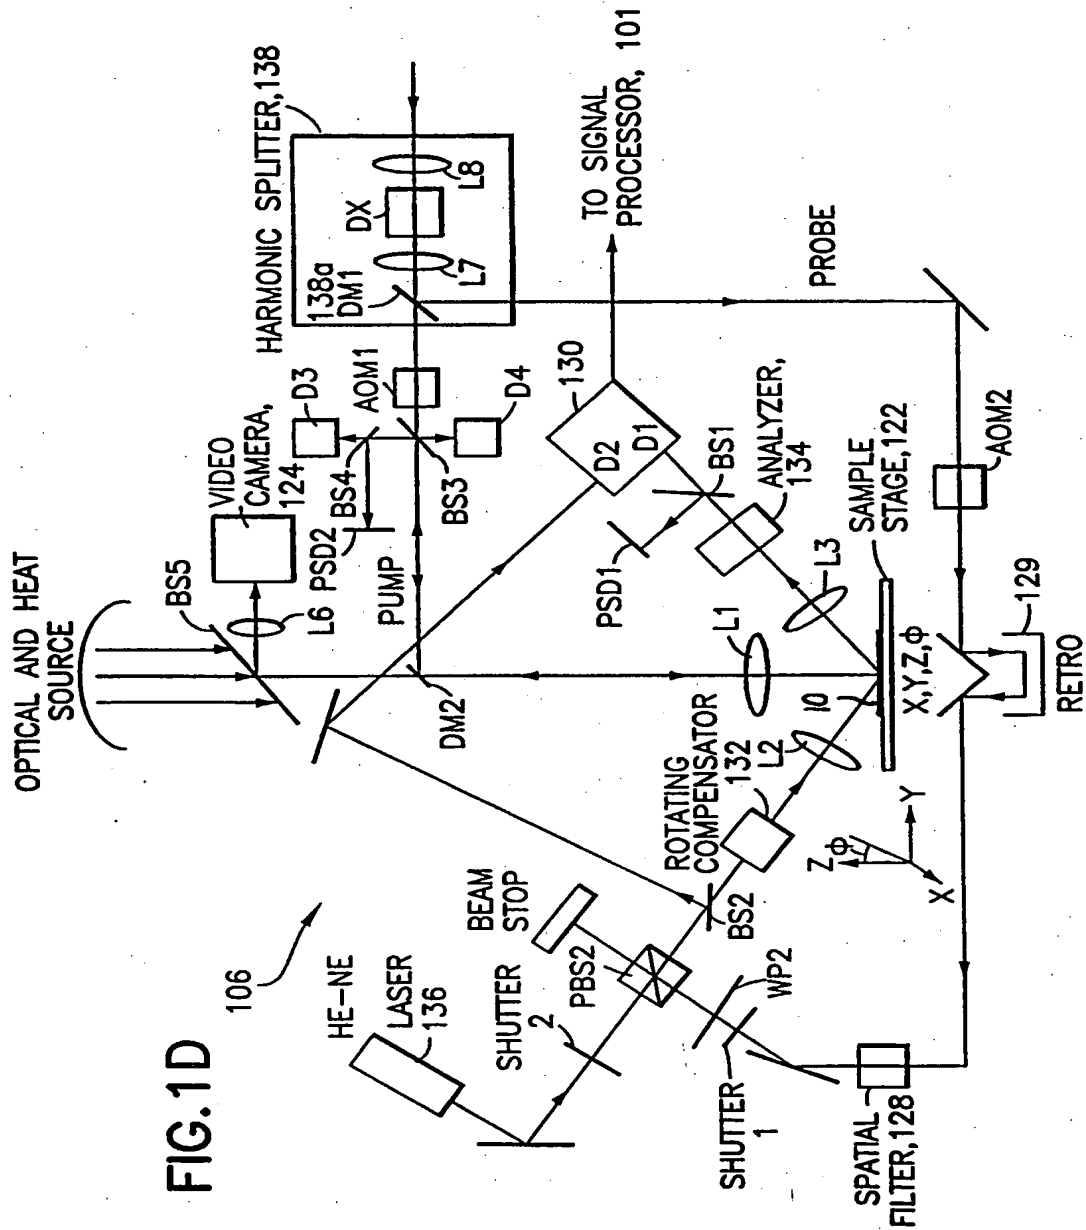 FIG.1D
106
OPTICAL AND HEAT
SOURCE
BS5
VIDEO
CAMERA,
124
L6
PSD2
BS4
D3
AOM1
D4
BS3
PUMP
HARMONIC SPLITTER,138
138a
DM1
DX
L7
L8
DM2
TO SIGNAL
PROCESSOR, 101
130
D2
D1
BS1
PSD1
ANALYZER,
134
PROBE
L1
L3
L2
10
SAMPLE
STAGE,122
X,Y,Z,ϕ
AOM2
129
RETRO
HE-NE
LASER
136
BEAM
STOP
SHUTTER
2
PBS2
BS2
ROTATING
COMPENSATOR
132
WP2
SHUTTER
1
SPATIAL
FILTER,128
Z
ϕ
Y
X